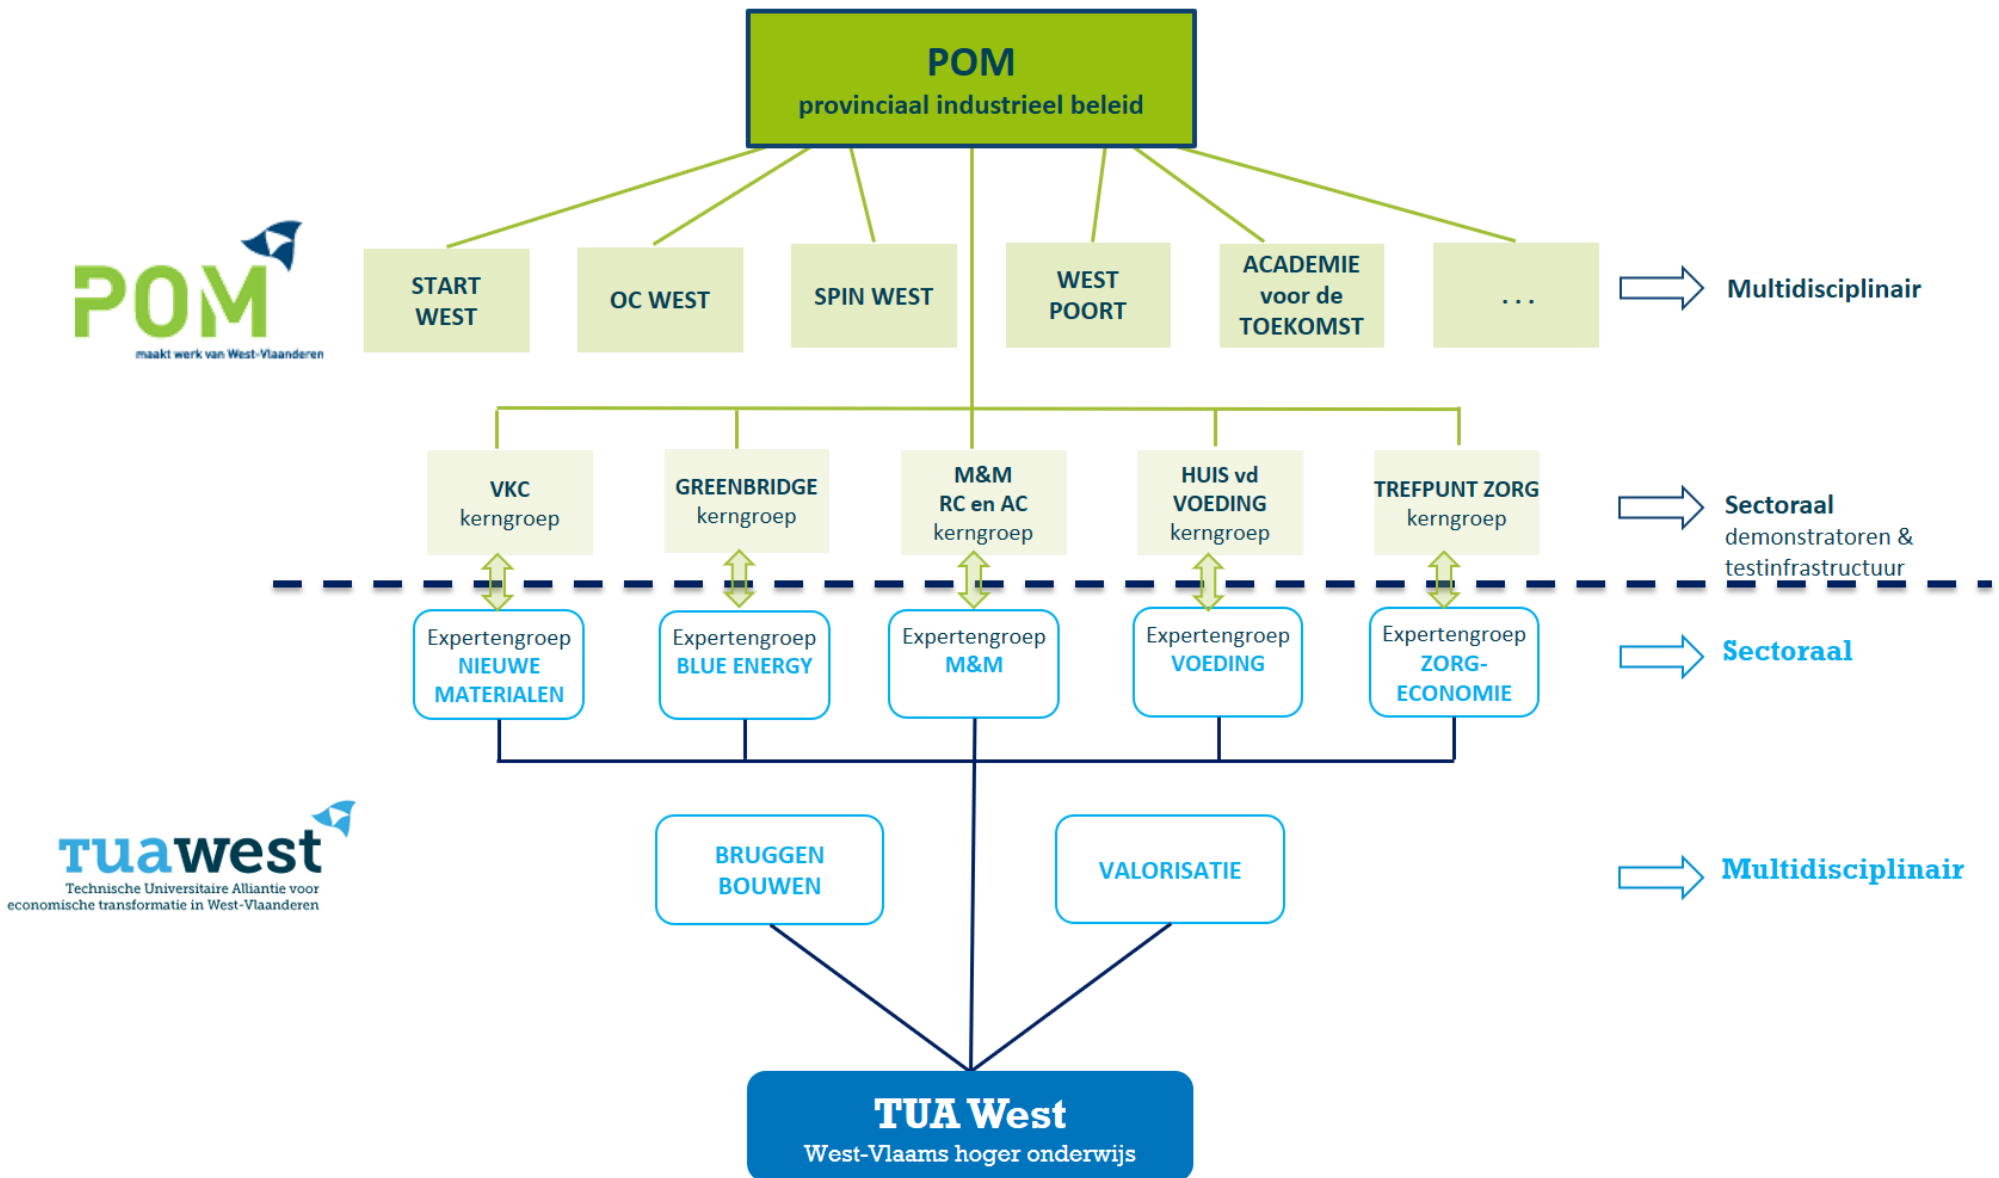 POM
provinciaal industrieel beleid
POM
maakt werk van West-Vlaanderen
START
WEST
OC WEST
SPIN WEST
WEST
POORT
ACADEMIE
voor de
TOEKOMST
. . .
Multidisciplinair
VKC
kerngroep
GREENBRIDGE
kerngroep
M&M
RC en AC
kerngroep
HUIS vd
VOEDING
kerngroep
TREFPUNT ZORG
kerngroep
Sectoraal
demonstratoren &
testinfrastructuur
Expertengroep
NIEUWE
MATERIALEN
Expertengroep
BLUE ENERGY
Expertengroep
M&M
Expertengroep
VOEDING
Expertengroep
ZORG-
ECONOMIE
Sectoraal
TUAwest
Technische Universitaire Alliantie voor
economische transformatie in West-Vlaanderen
BRUGGEN
BOUWEN
VALORISATIE
Multidisciplinair
TUA West
West-Vlaams hoger onderwijs